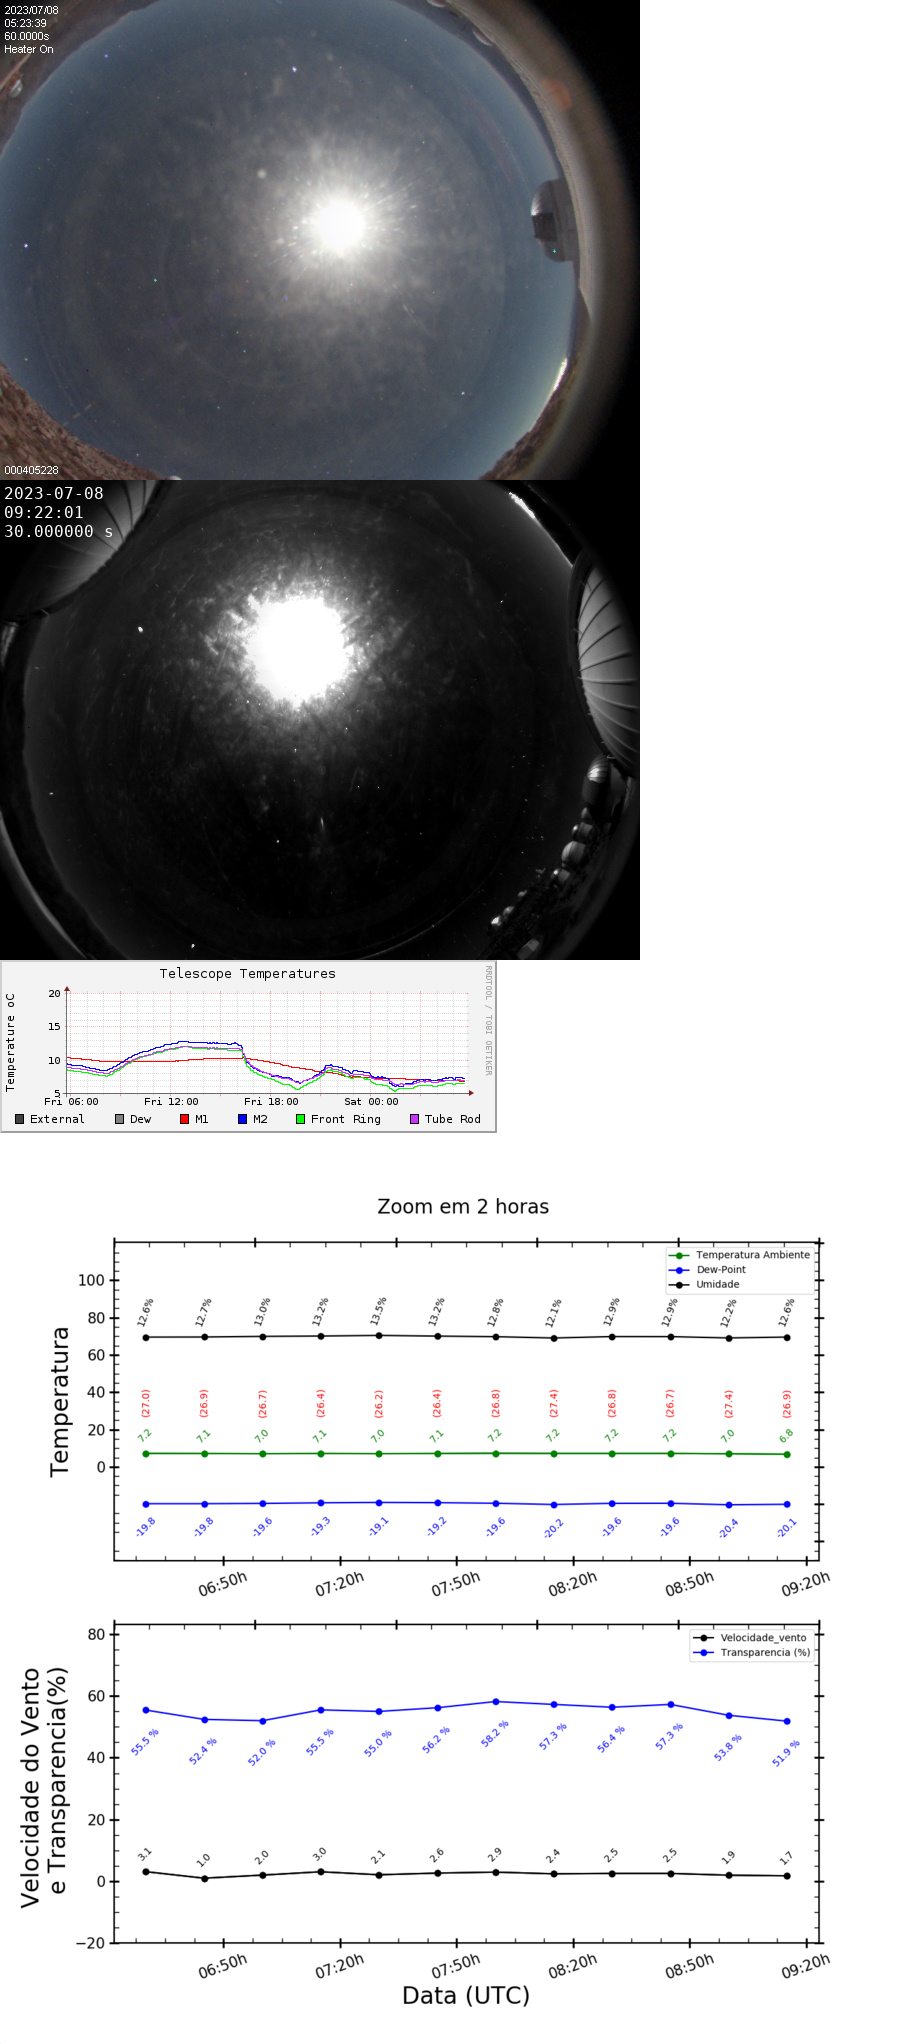 2023/07/08
05:23:39
60.0000s
Heater On
000405228
2023-07-08
09:22:01
30.000000 s
Telescope Temperatures
RRDTOOL / TOBI OETIKER
Temperature oC
20
15
10
5
Fri 06:00 Fri 12:00 Fri 18:00 Sat 00:00
External Dew M1 M2 Front Ring Tube Rod
Zoom em 2 horas
Temperatura Ambiente
Dew-Point
Umidade
Temperatura
100
80
60
40
20
0
12.6% 12.7% 13.0% 13.2% 13.5% 13.2% 12.8% 12.1% 12.9% 12.9% 12.2% 12.6%
(27.0) (26.9) (26.7) (26.4) (26.2) (26.4) (26.8) (27.4) (26.8) (26.7) (27.4) (26.9)
7.2 7.1 7.0 7.1 7.0 7.1 7.2 7.2 7.2 7.2 7.0 6.8
-19.8 -19.8 -19.6 -19.3 -19.1 -19.2 -19.6 -20.2 -19.6 -19.6 -20.4 -20.1
06:50h 07:20h 07:50h 08:20h 08:50h 09:20h
Velocidade_vento
Transparencia (%)
Velocidade do Vento
e Transparencia(%)
80
60
40
20
0
−20
55.5 % 52.4 % 52.0 % 55.5 % 55.0 % 56.2 % 58.2 % 57.3 % 56.4 % 57.3 % 53.8 % 51.9 %
3.1 1.0 2.0 3.0 2.1 2.6 2.9 2.4 2.5 2.5 1.9 1.7
06:50h 07:20h 07:50h 08:20h 08:50h 09:20h
Data (UTC)